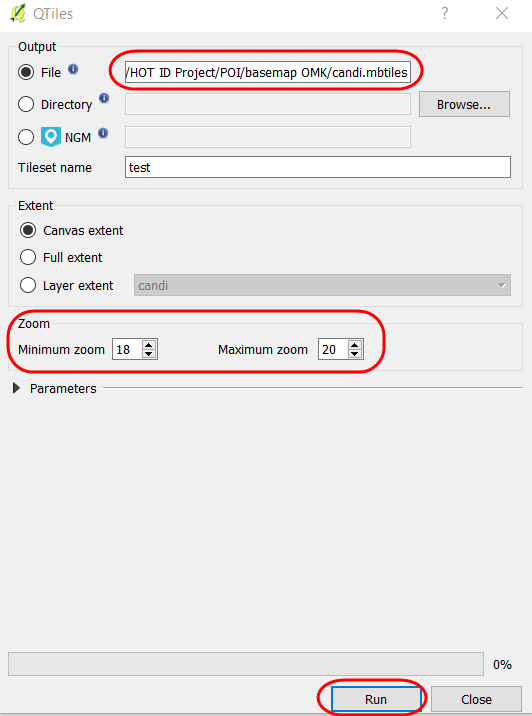 QTiles
?
Output
File
/HOT ID Project/POI/basemap OMK/candi.mbtiles
Directory
Browse...
NGM
Tileset name
test
Extent
Canvas extent
Full extent
Layer extent
candi
Zoom
Minimum zoom 18
Maximum zoom 20
Parameters
0%
Run
Close